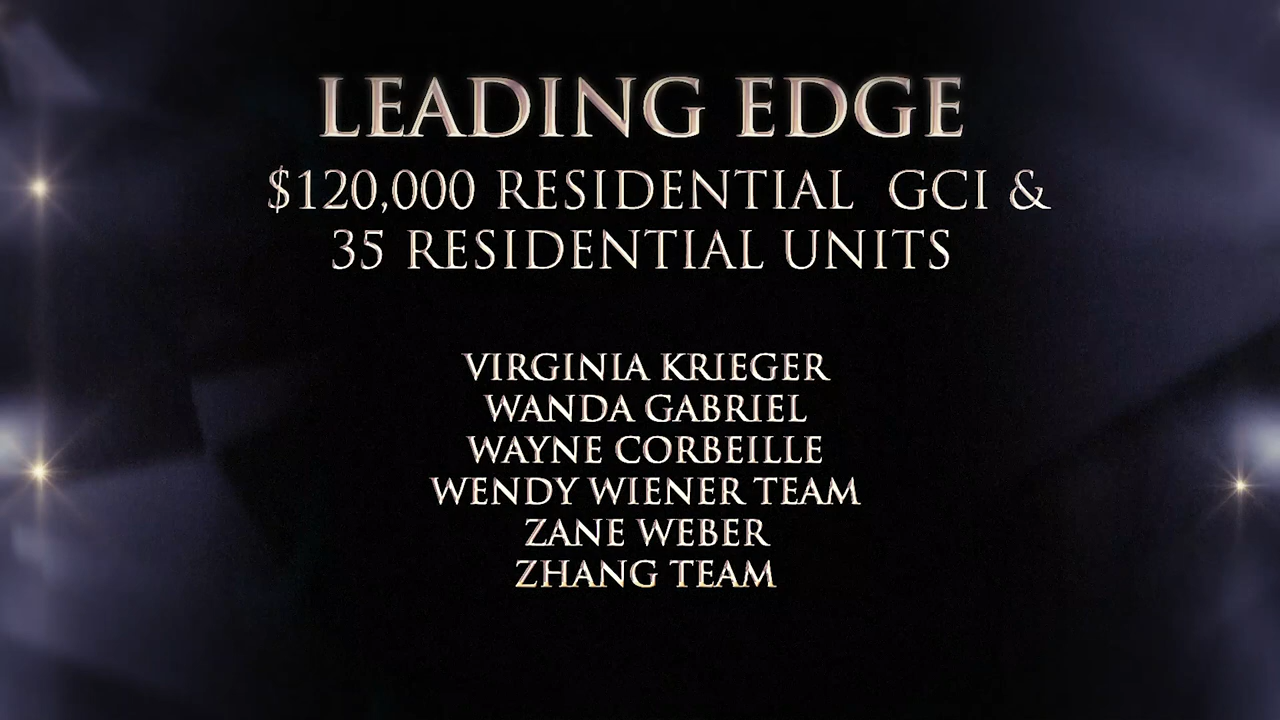 LEADING EDGE
$120,000 RESIDENTIAL GCI &
35 RESIDENTIAL UNITS
VIRGINIA KRIEGER
WANDA GABRIEL
WAYNE CORBEILLE
WENDY WIENER TEAM
ZANE WEBER
ZHANG TEAM